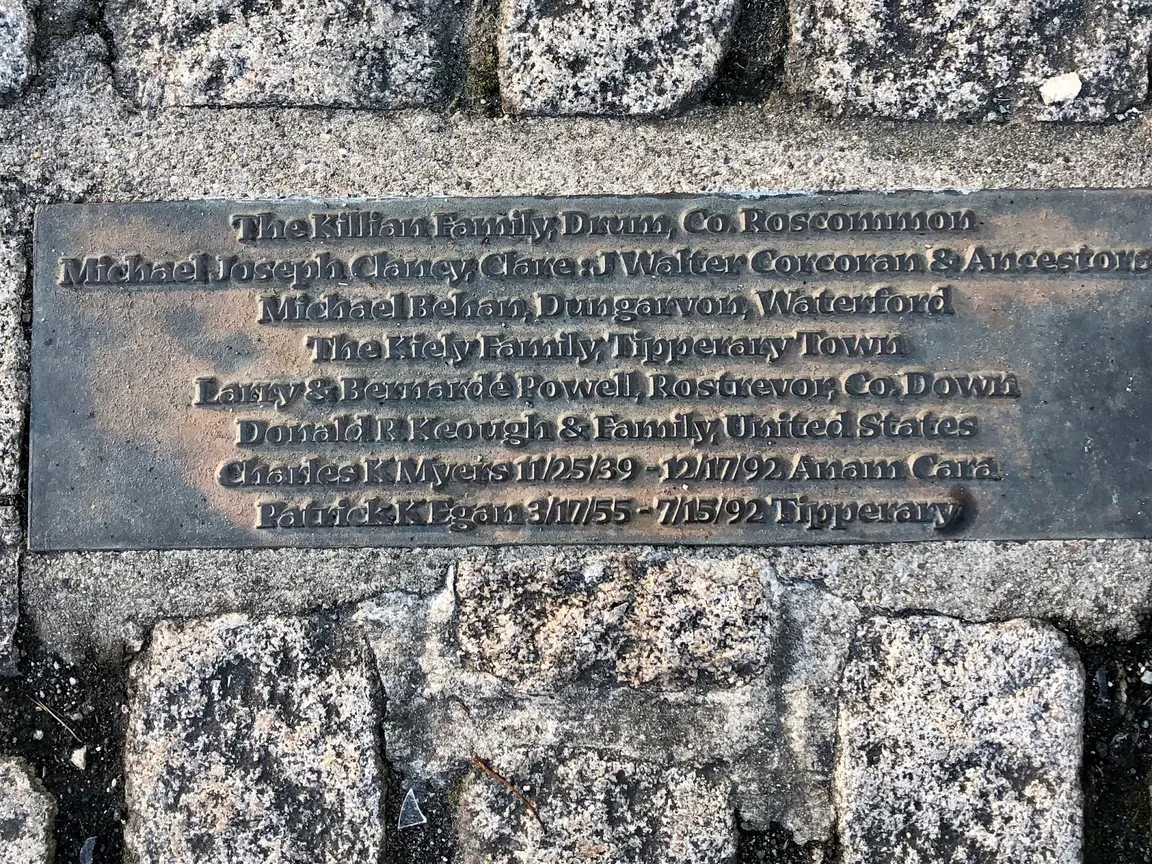 The Killian Family, Drum, Co. Roscommon
Michael Joseph Clancy, Clare : J Walter Corcoran & Ancestors
Michael Behan, Dungarvon, Waterford
The Kiely Family, Tipperary Town
Larry & Bernarde Powell, Rostrevor, Co. Down
Donald R Keough & Family, United States
Charles K Myers 11/25/39 - 12/17/92 Anam Cara
Patrick K Egan 3/17/55 - 7/15/92 Tipperary